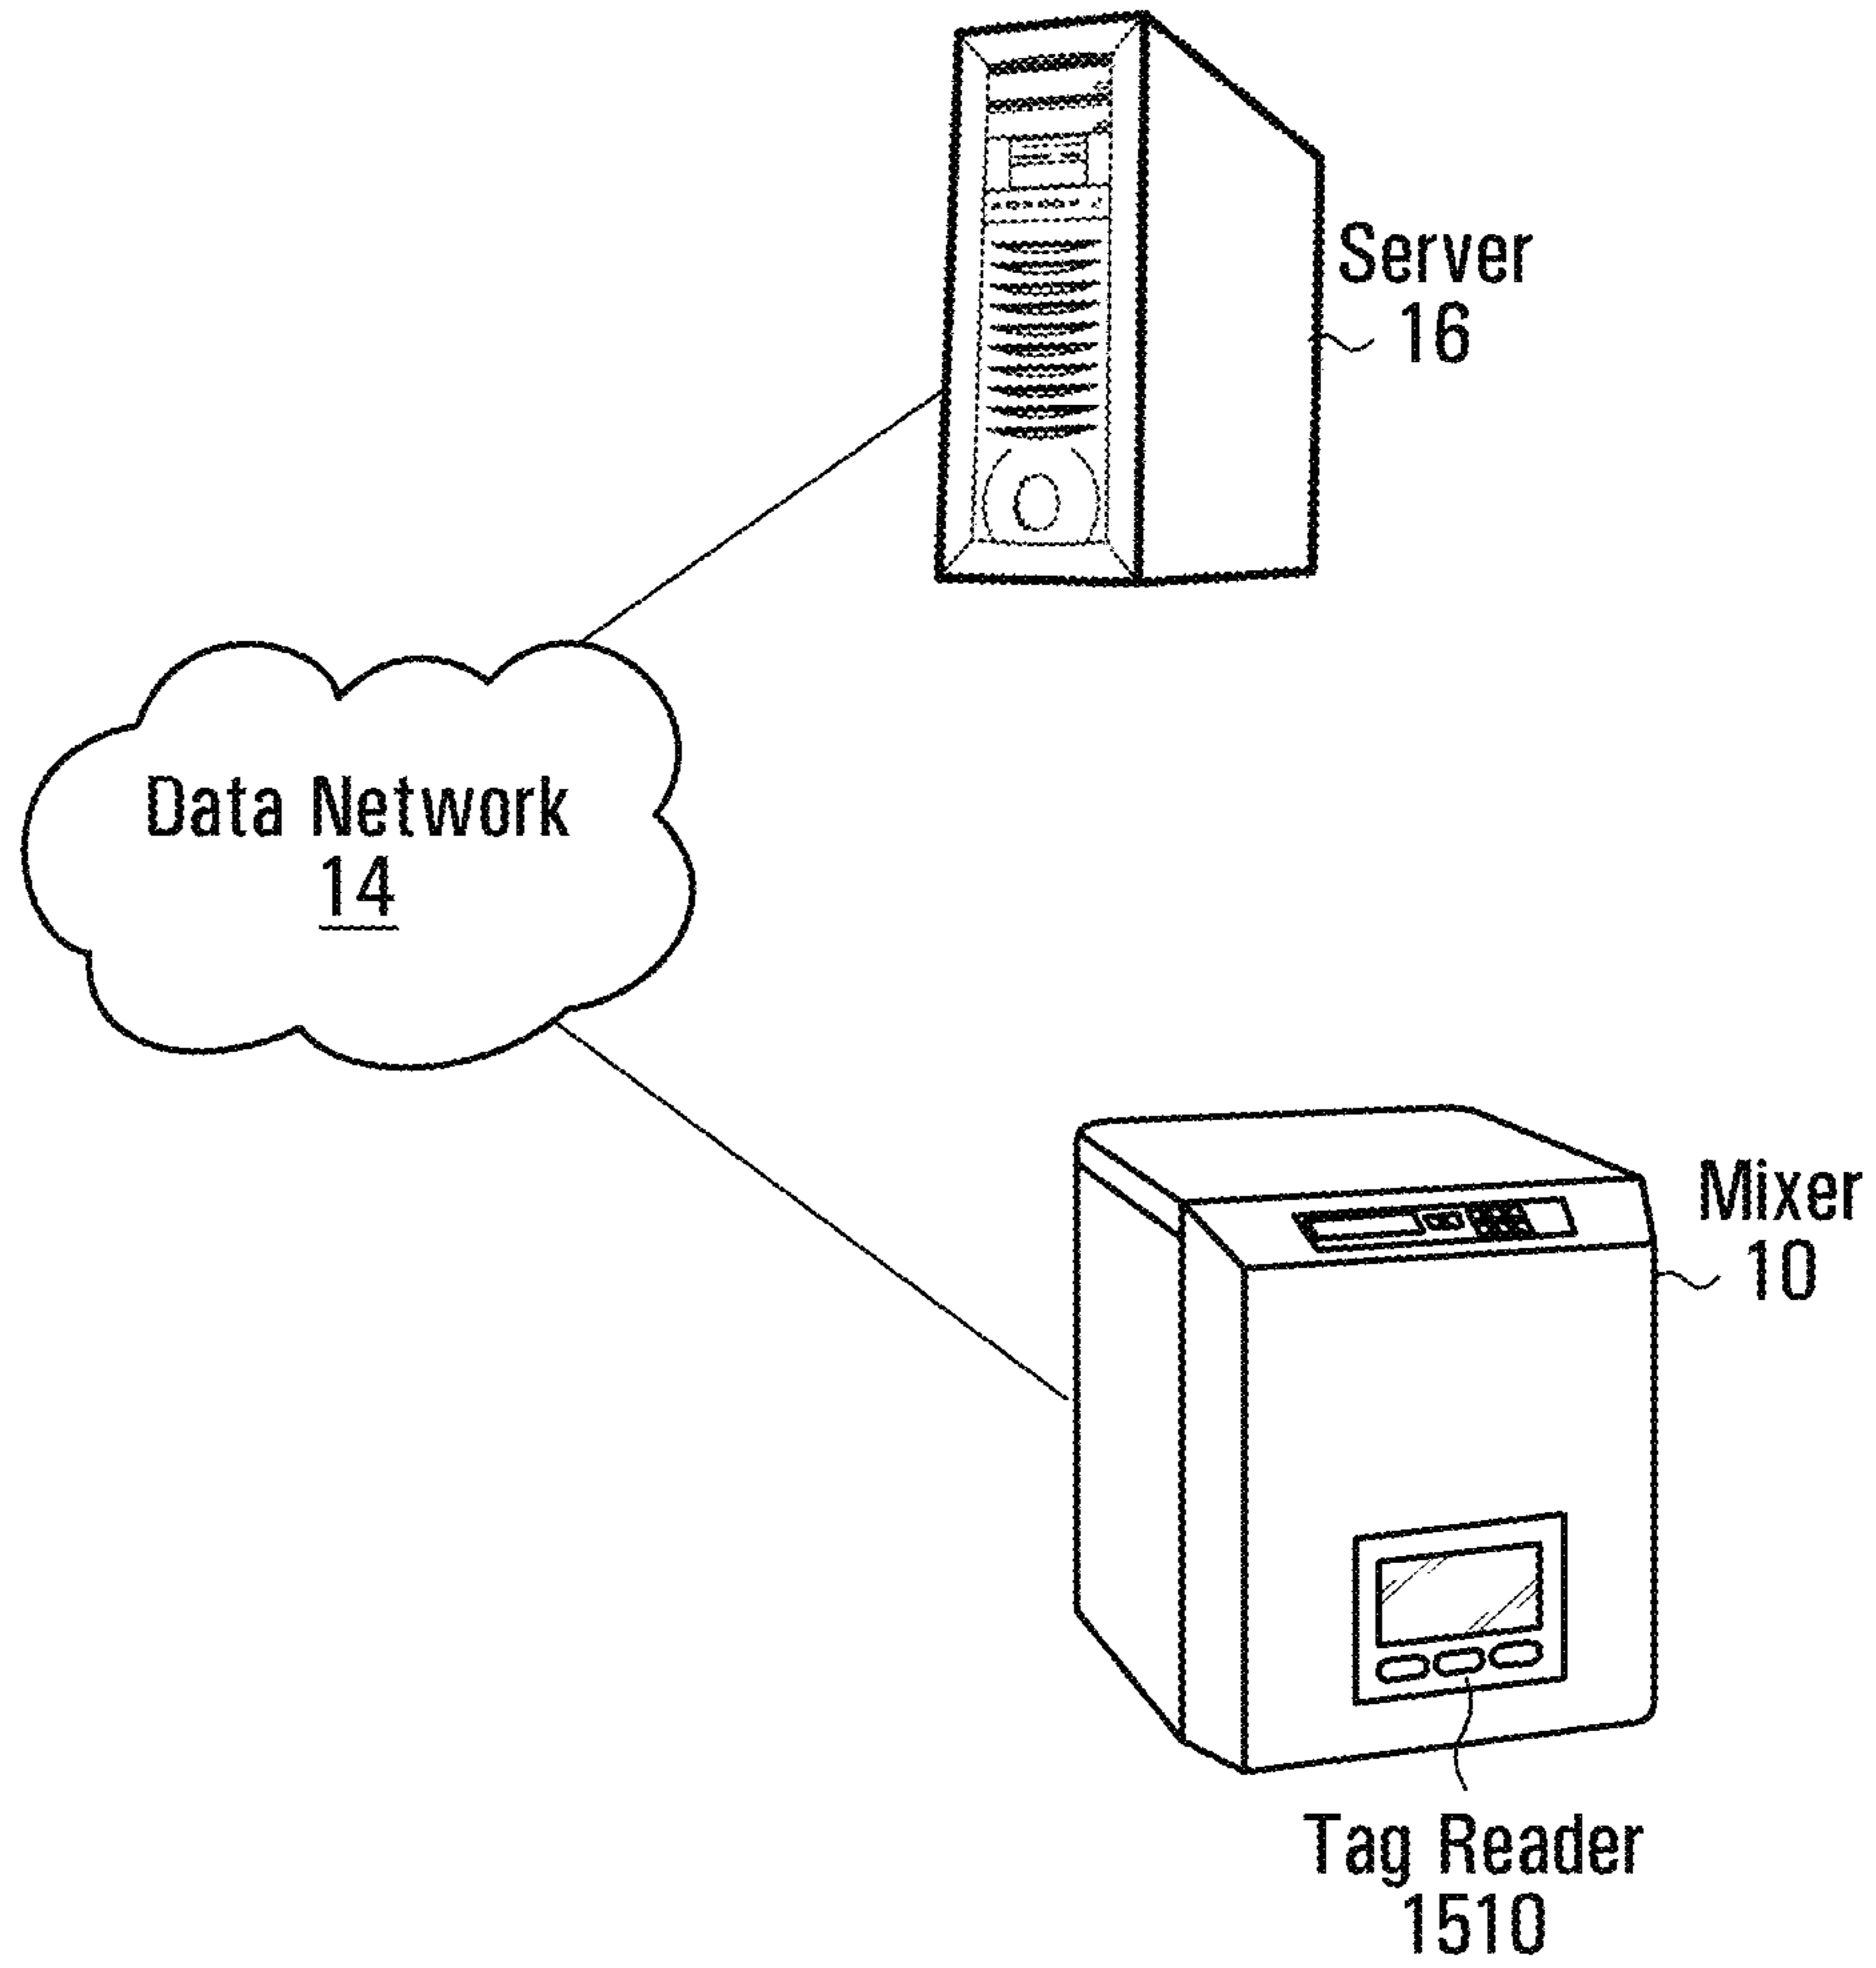 Server
16
Data Network
14
Mixer
10
Tag Reader
1510